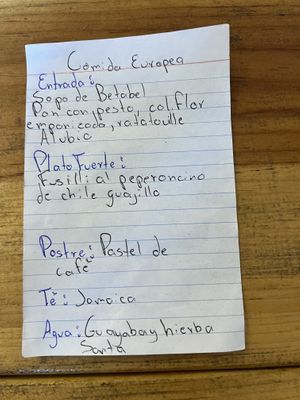 Comida Europea
Entrada:
Sopa de Betabel
Pan con pesto, coliflor
empanizada, ratatoulle
Alubia
Plato Fuerte:
Fusilli al peperoncino
de chile guajillo
Postre: Pastel de
café
Té: Jamaica
Agua: Guayaba y hierba
Santa